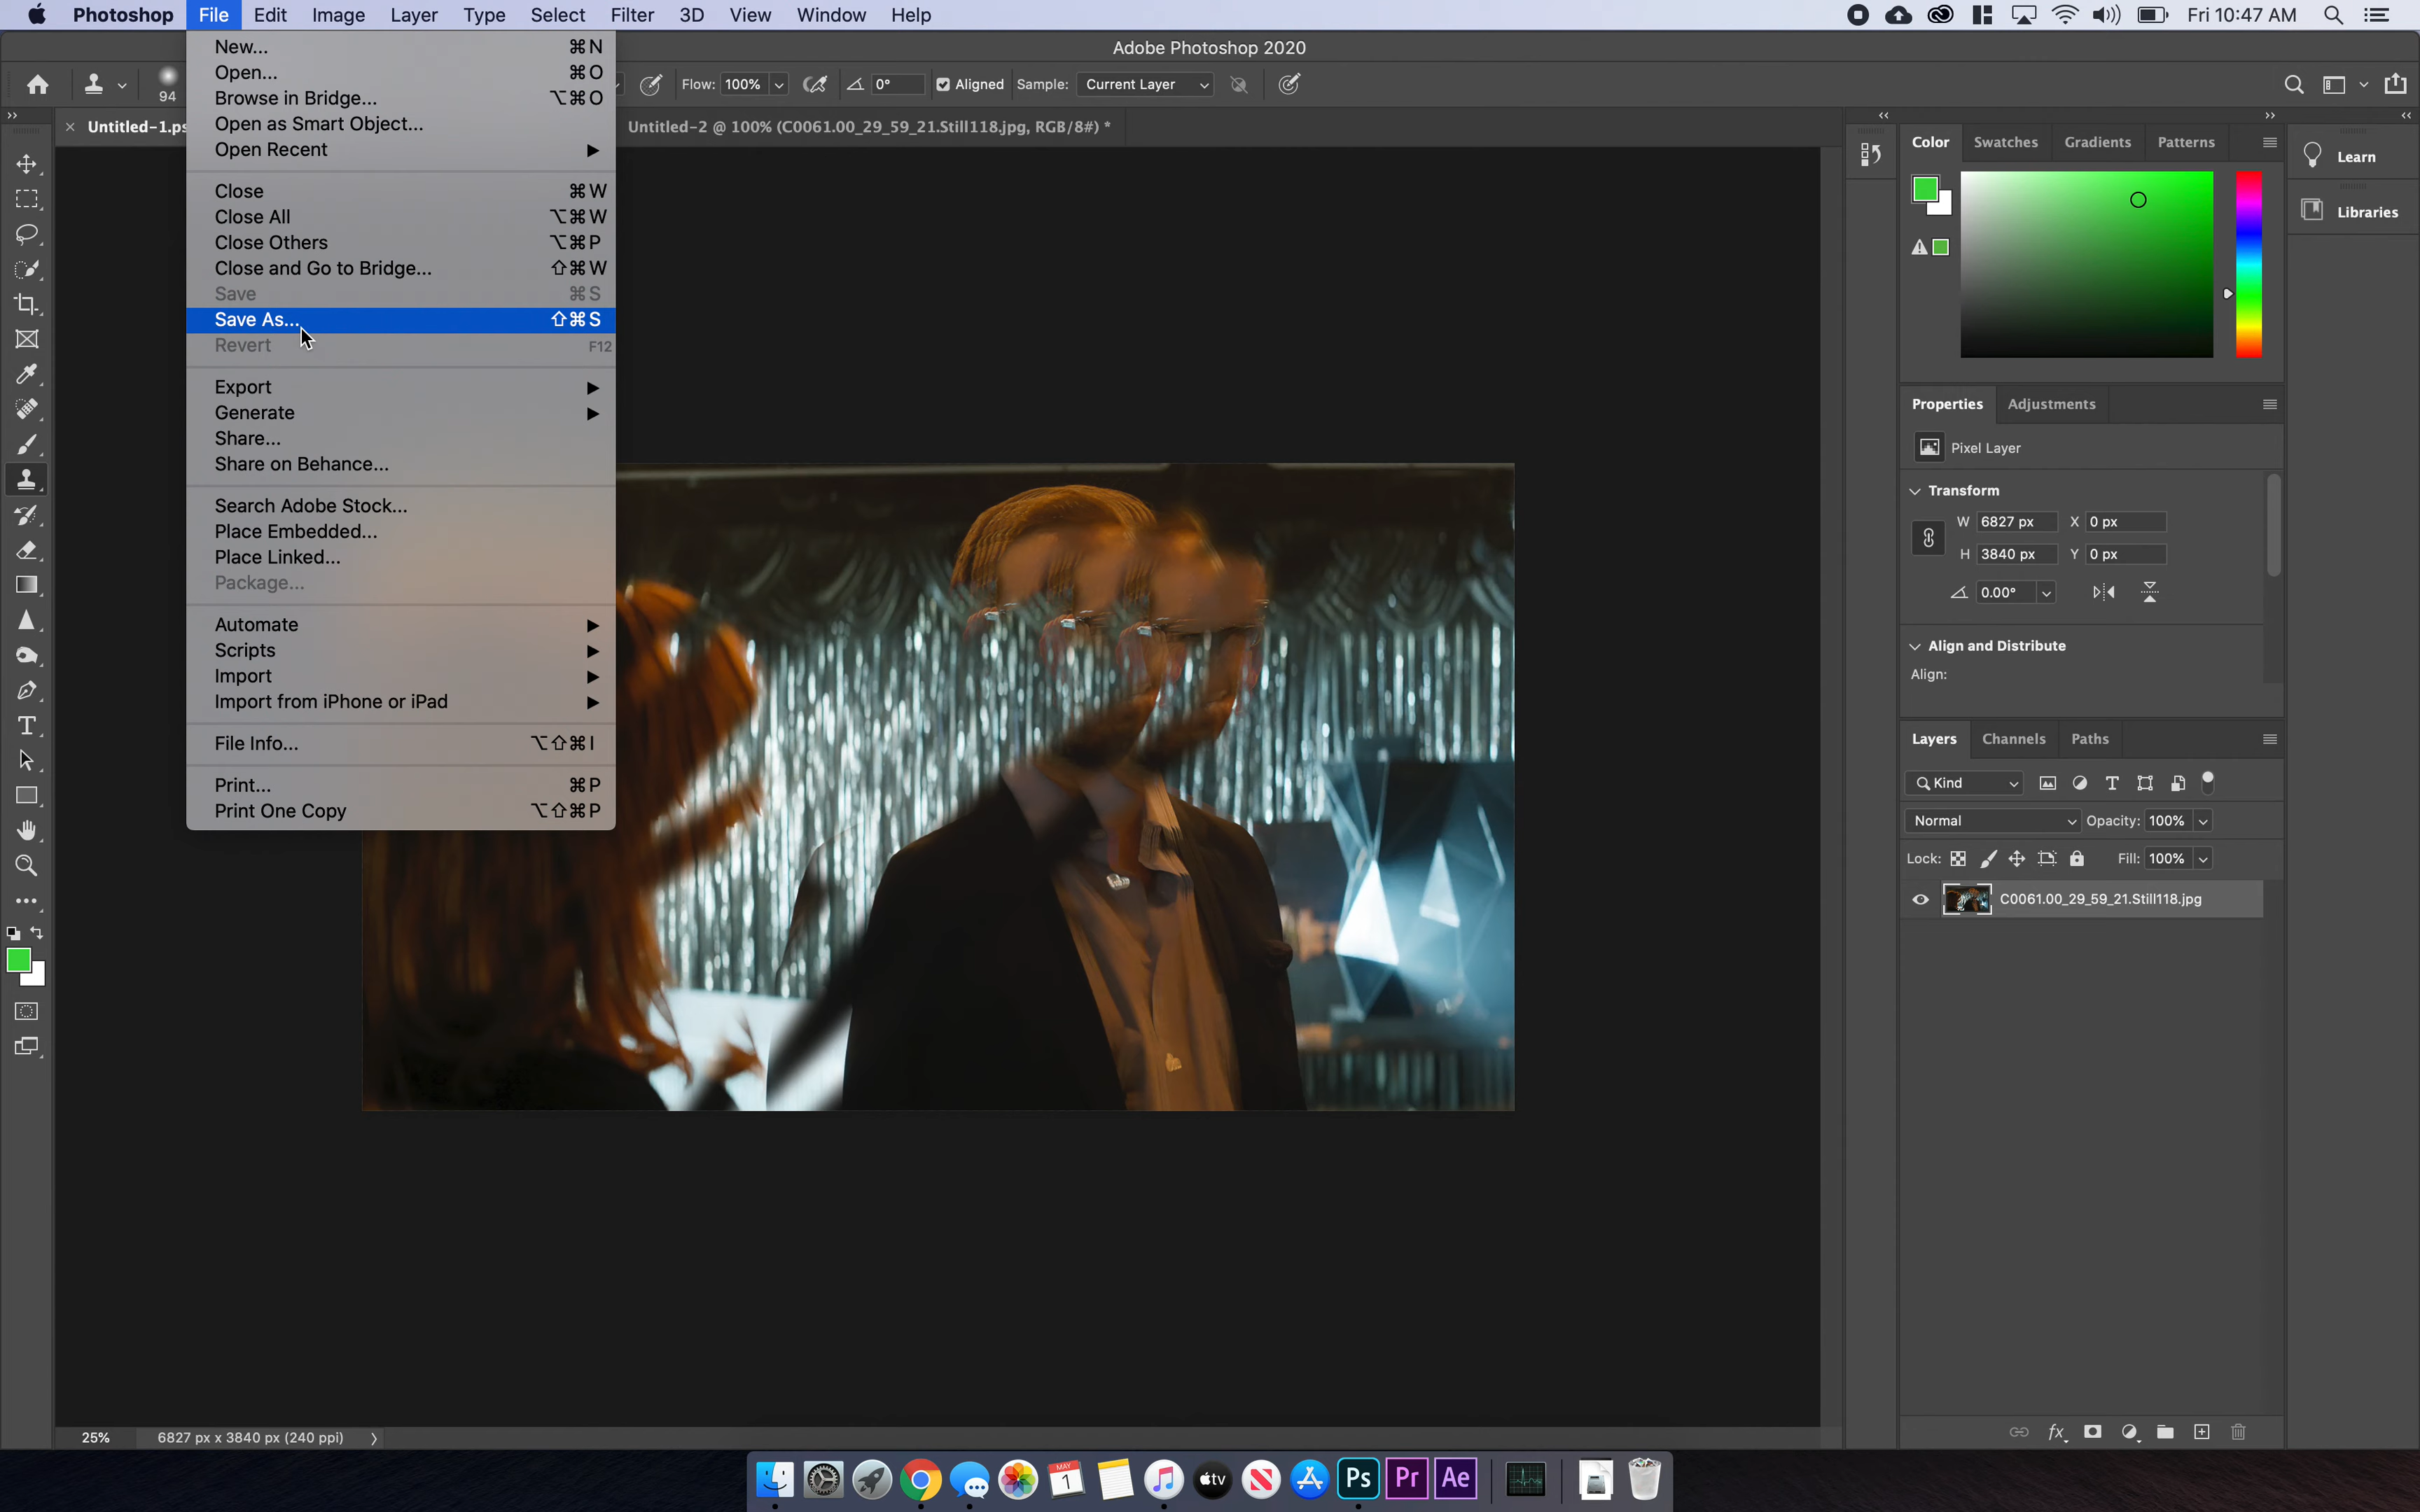 Photoshop File Edit Image Layer Type Select Filter 3D View Window Help Fri 10:47 AM
Adobe Photoshop 2020
94 Flow: 100% 0° Aligned Sample: Current Layer
Untitled-1.ps Untitled-2 @ 100% (C0061.00_29_59_21.Still118.jpg, RGB/8#) *
New... ⌘N
Open... ⌘O
Browse in Bridge... ⌥⌘O
Open as Smart Object...
Open Recent
Close ⌘W
Close All ⌥⌘W
Close Others ⌥⌘P
Close and Go to Bridge... ⇧⌘W
Save ⌘S
Save As... ⇧⌘S
Revert F12
Export
Generate
Share...
Share on Behance...
Search Adobe Stock...
Place Embedded...
Place Linked...
Package...
Automate
Scripts
Import
Import from iPhone or iPad
File Info... ⌥⇧⌘I
Print... ⌘P
Print One Copy ⌥⇧⌘P
Color Swatches Gradients Patterns
Learn
Libraries
Properties Adjustments
Pixel Layer
Transform
W 6827 px X 0 px
H 3840 px Y 0 px
0.00°
Align and Distribute
Align:
Layers Channels Paths
Kind
Normal Opacity: 100%
Lock: Fill: 100%
C0061.00_29_59_21.Still118.jpg
25% 6827 px x 3840 px (240 ppi)
MAY
1
tv
Ps Pr Ae